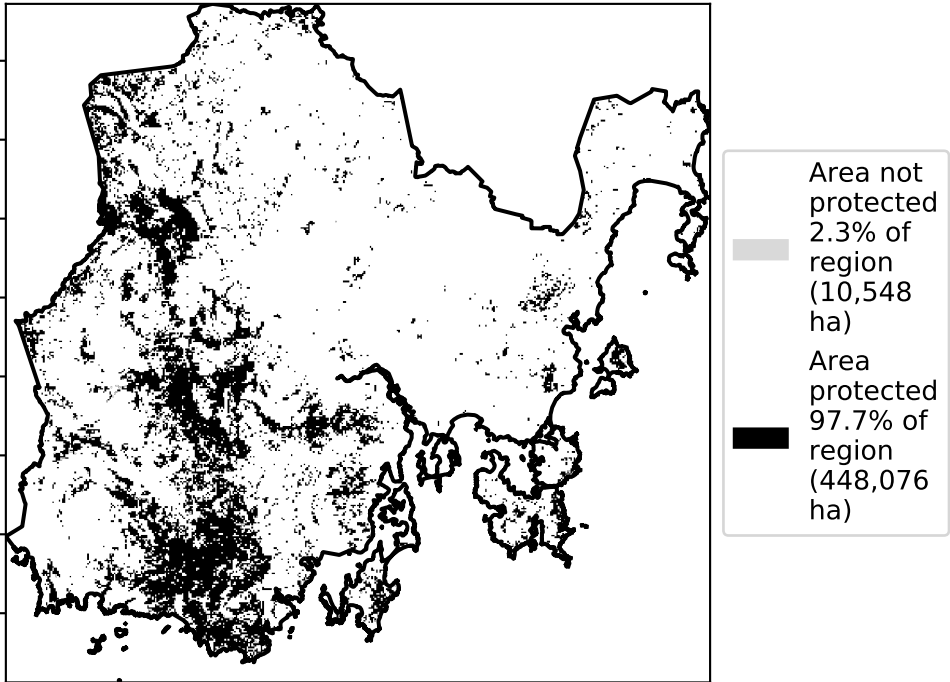 Area not
protected
2.3% of
region
(10,548
ha)
Area
protected
97.7% of
region
(448,076
ha)